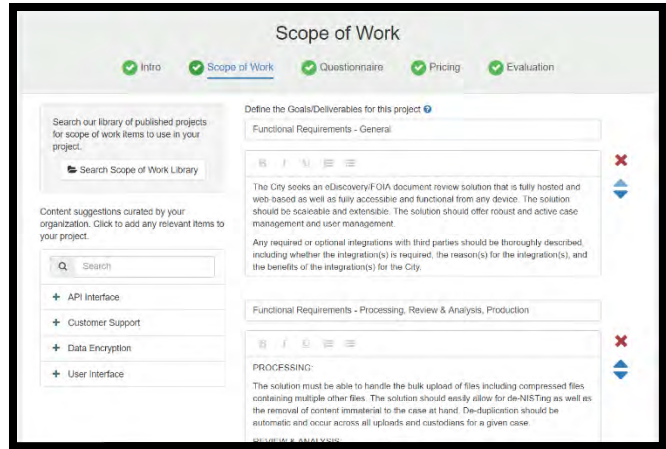 Scope of Work
Intro Scope of Work Questionnaire Pricing Evaluation
Search our library of published projects
for scope of work items to use in your
project.
Search Scope of Work Library
Content suggestions curated by your
organization. Click to add any relevant items to
your project.
Search
+ API Interface
+ Customer Support
+ Data Encryption
+ User Interface
Define the Goals/Deliverables for this project
Functional Requirements - General
B I U
The City seeks an eDiscovery/FOIA document review solution that is fully hosted and
web-based as well as fully accessible and functional from any device. The solution
should be scaleable and extensible. The solution should offer robust and active case
management and user management.
Any required or optional integrations with third parties should be thoroughly described,
including whether the integration(s) is required, the reason(s) for the integration(s), and
the benefits of the integration(s) for the City.
Functional Requirements - Processing, Review & Analysis, Production
B I U
PROCESSING:
The solution must be able to handle the bulk upload of files including compressed files
containing multiple other files. The solution should easily allow for de-NISTing as well as
the removal of content immaterial to the case at hand. De-duplication should be
automatic and occur across all uploads and custodians for a given case.
REVIEW & ANALYSIS: